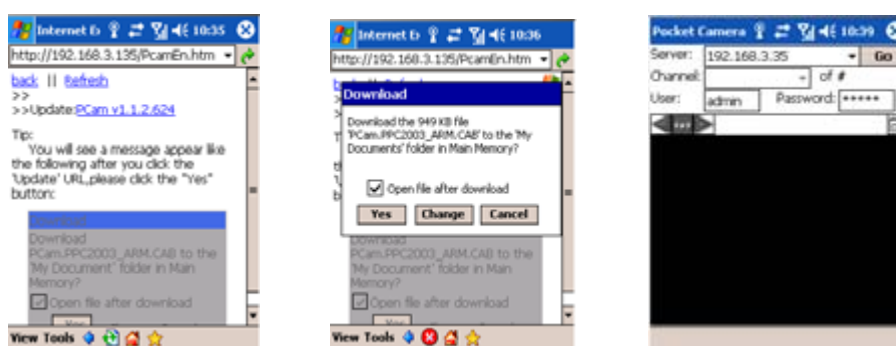 Internet Ex 10:35
http://192.168.3.135/PcamEn.htm
back || Refresh
>>
>>Update:PCam v1.1.2.624
Tip:
You will see a message appear like
the following after you click the
'Update' URL,please click the "Yes"
button:
Download
Download
PCam.PPC2003_ARM.CAB to the
'My Document' folder in Main
Memory?
Open file after download
Yes
View Tools
Internet Ex 10:36
http://192.168.3.135/PcamEn.htm
Download
Download the 949 KB file
'PCam.PPC2003_ARM.CAB' to the 'My
Documents' folder in Main Memory?
Open file after download
Yes Change Cancel
Download
PCam.PPC2003_ARM.CAB to the
'My Document' folder in Main
Memory?
Open file after download
View Tools
Pocket Camera 10:39
Server: 192.168.3.35 Go
Channel: of #
User: admin Password: *****